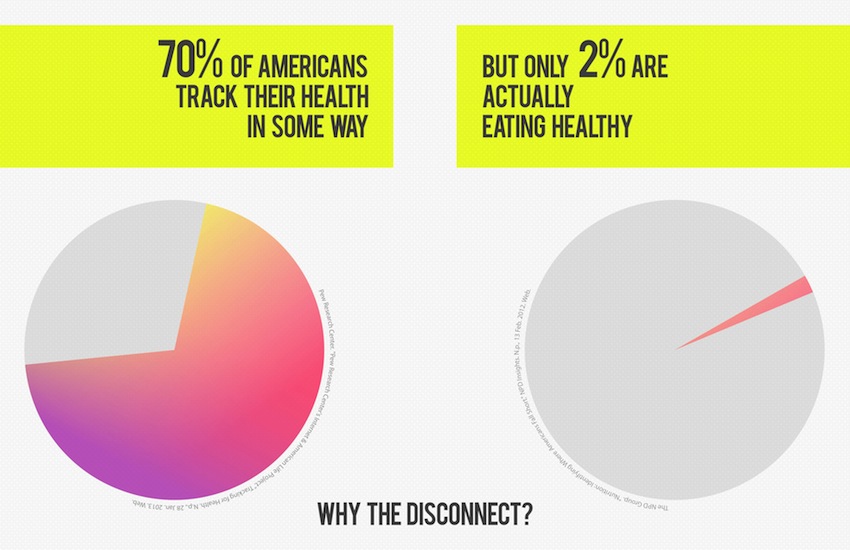 70% OF AMERICANS
TRACK THEIR HEALTH
IN SOME WAY
BUT ONLY 2% ARE
ACTUALLY
EATING HEALTHY
Pew Research Center. "Pew Research Center's Internet & American Life Project." Tracking for Health. N.p., 28 Jan. 2013. Web.
The NPD Group. "Nutrition: Identifying Where Americans Fall Short." NPD Insights. N.p., 13 Feb. 2012. Web.
WHY THE DISCONNECT?